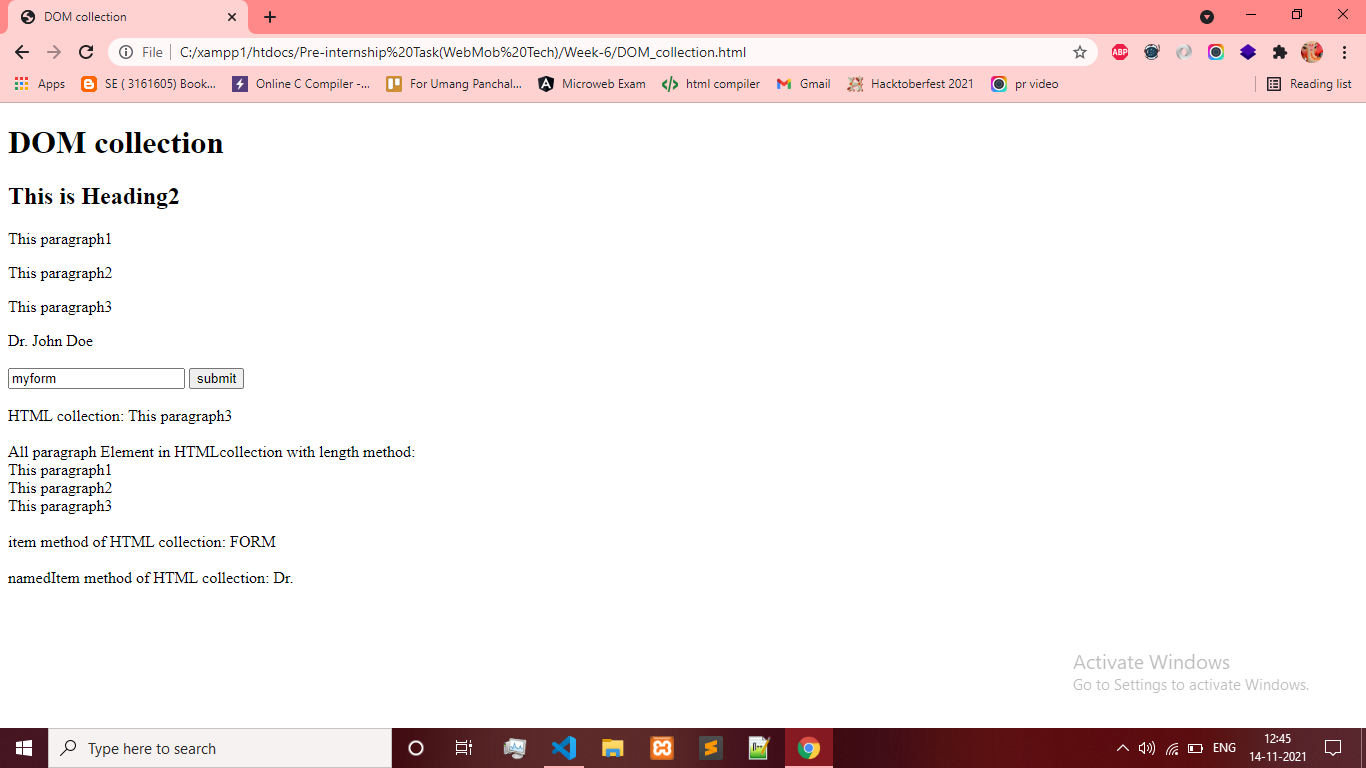 DOM collection
File
C:/xampp1/htdocs/Pre-internship%20Task(WebMob%20Tech)/Week-6/DOM_collection.html
ABP
Apps
SE ( 3161605) Book...
Online C Compiler -...
For Umang Panchal...
Microweb Exam
html compiler
Gmail
Hacktoberfest 2021
pr video
Reading list
DOM collection
This is Heading2
This paragraph1
This paragraph2
This paragraph3
Dr. John Doe
myform submit
HTML collection: This paragraph3
All paragraph Element in HTMLcollection with length method:
This paragraph1
This paragraph2
This paragraph3
item method of HTML collection: FORM
namedItem method of HTML collection: Dr.
Activate Windows
Go to Settings to activate Windows.
Type here to search
ENG
12:45
14-11-2021